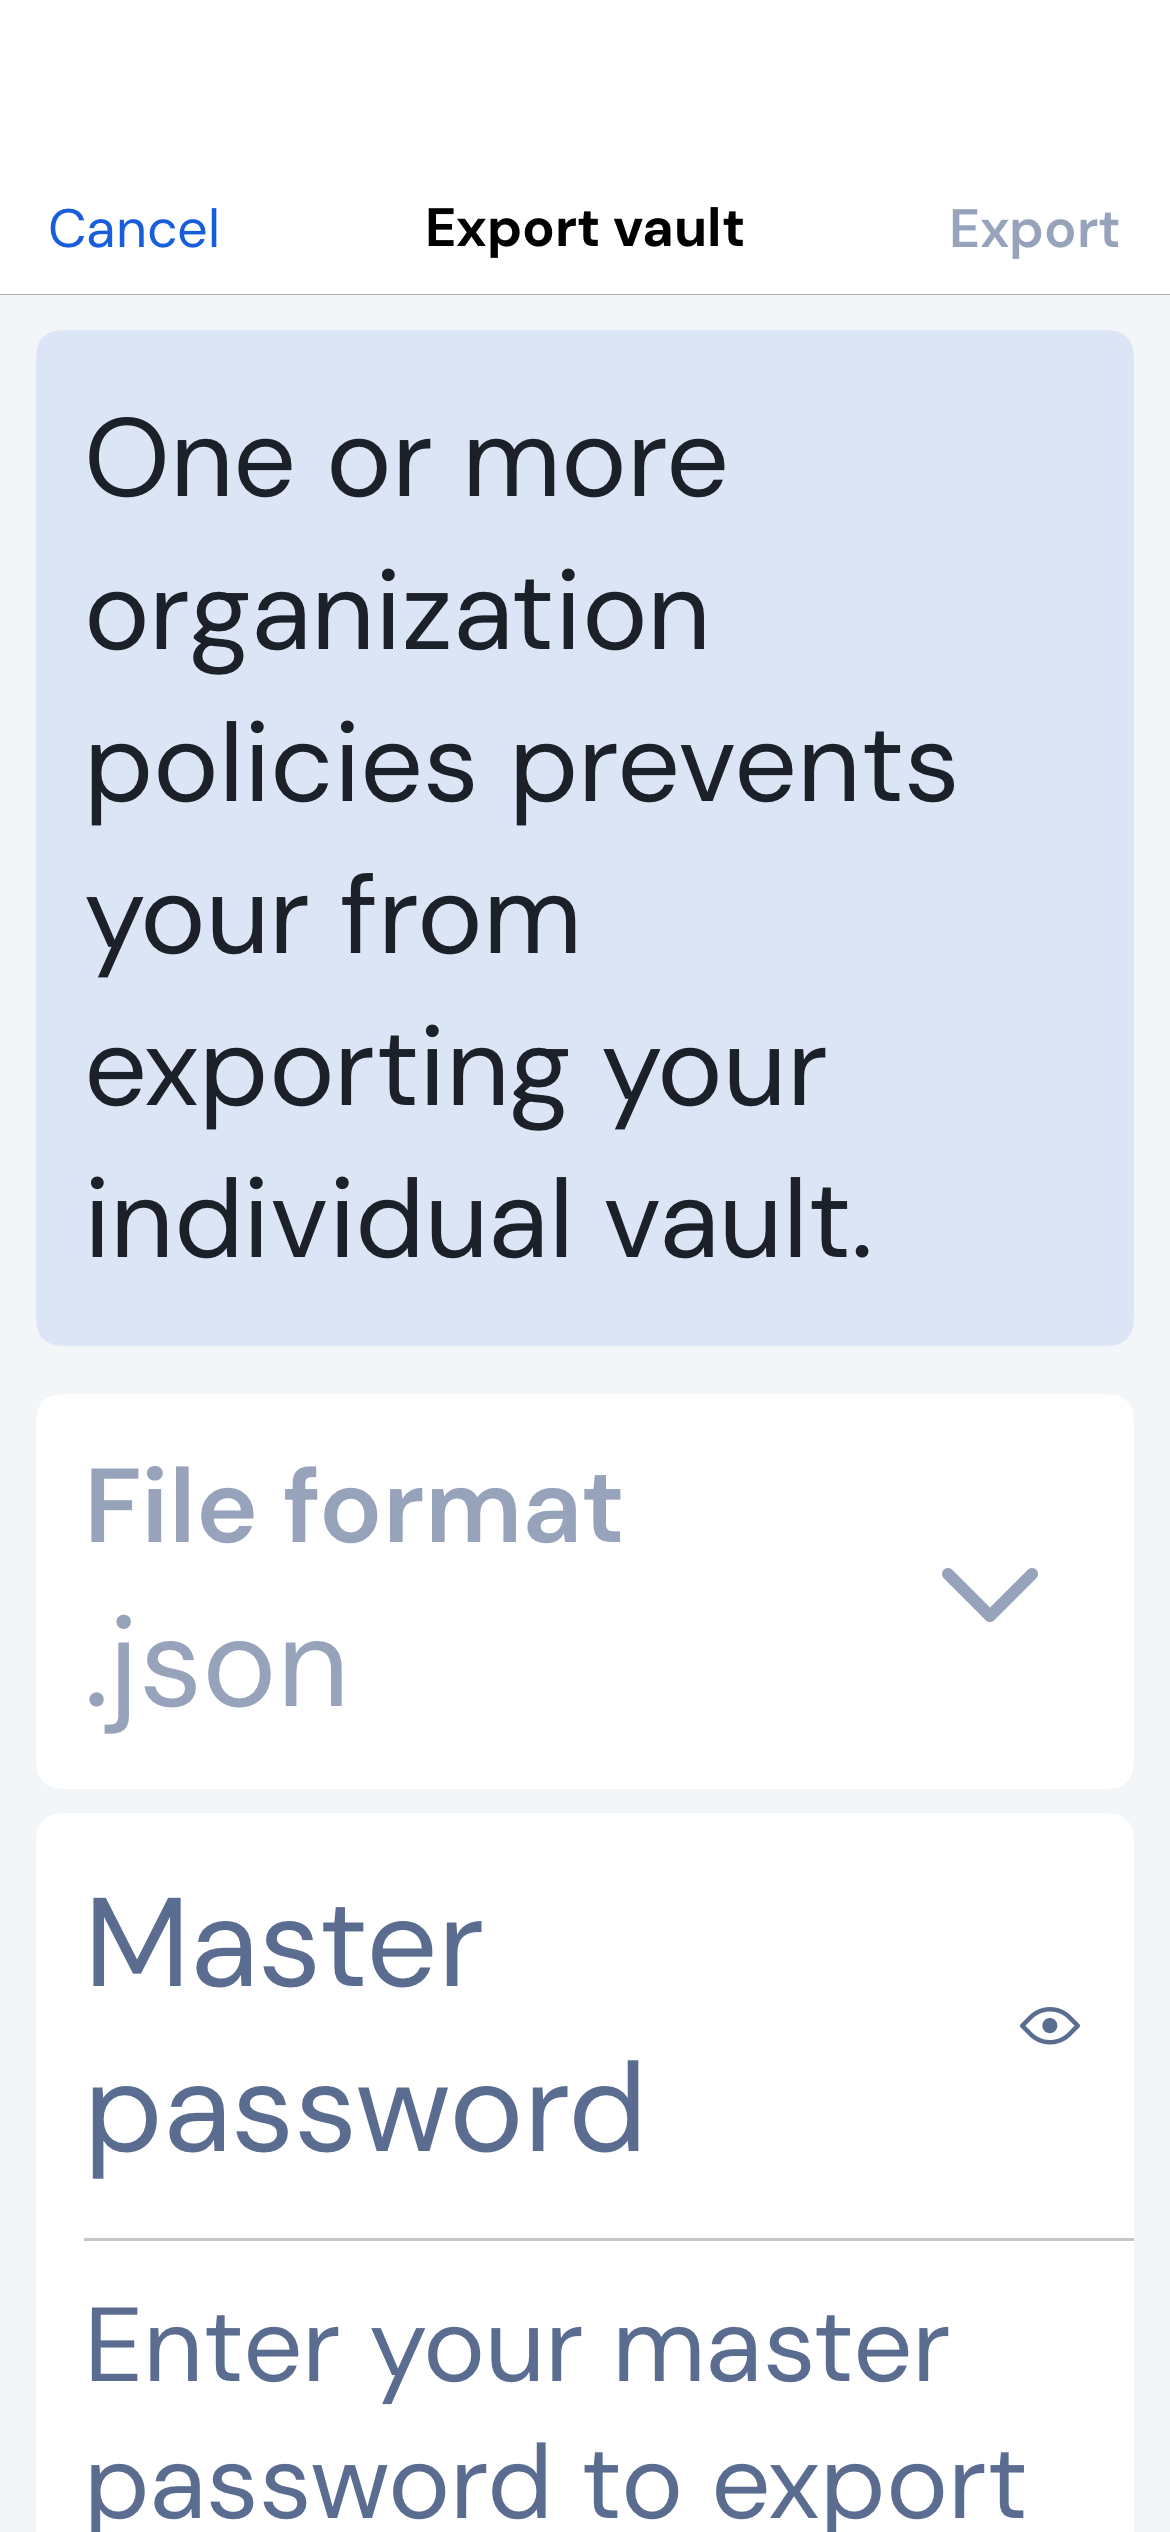 Cancel Export vault Export
One or more
organization
policies prevents
your from
exporting your
individual vault.
File format
.json
Master
password
Enter your master
password to export